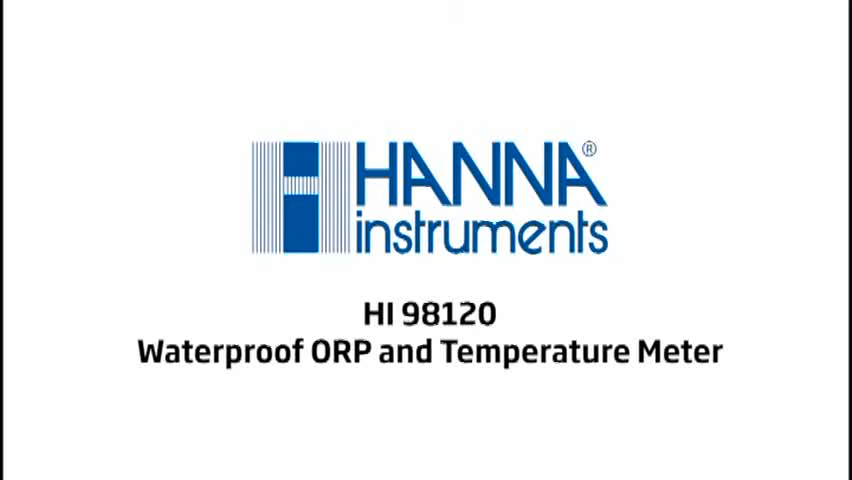 HANNA®
instruments
HI 98120
Waterproof ORP and Temperature Meter